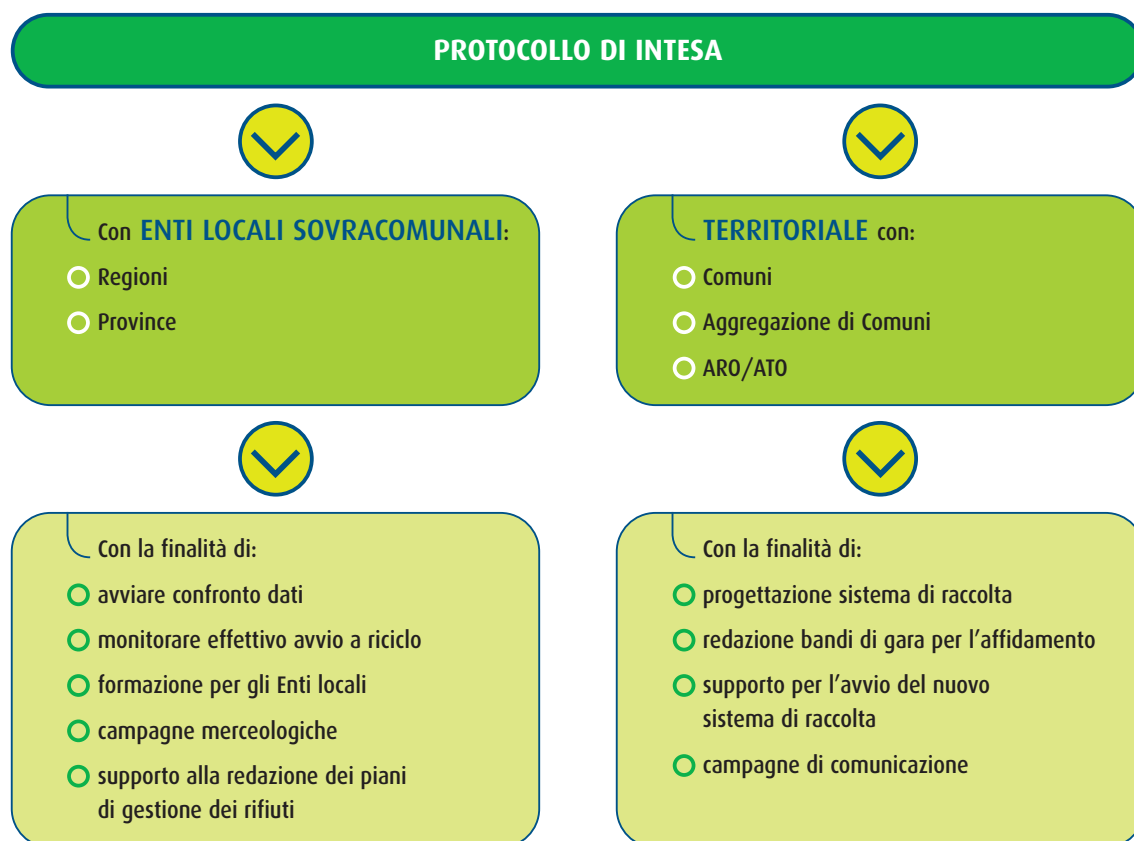 PROTOCOLLO DI INTESA
Con ENTI LOCALI SOVRACOMUNALI:
Regioni
Province
TERRITORIALE con:
Comuni
Aggregazione di Comuni
ARO/ATO
Con la finalità di:
avviare confronto dati
monitorare effettivo avvio a riciclo
formazione per gli Enti locali
campagne merceologiche
supporto alla redazione dei piani
di gestione dei rifiuti
Con la finalità di:
progettazione sistema di raccolta
redazione bandi di gara per l'affidamento
supporto per l'avvio del nuovo
sistema di raccolta
campagne di comunicazione